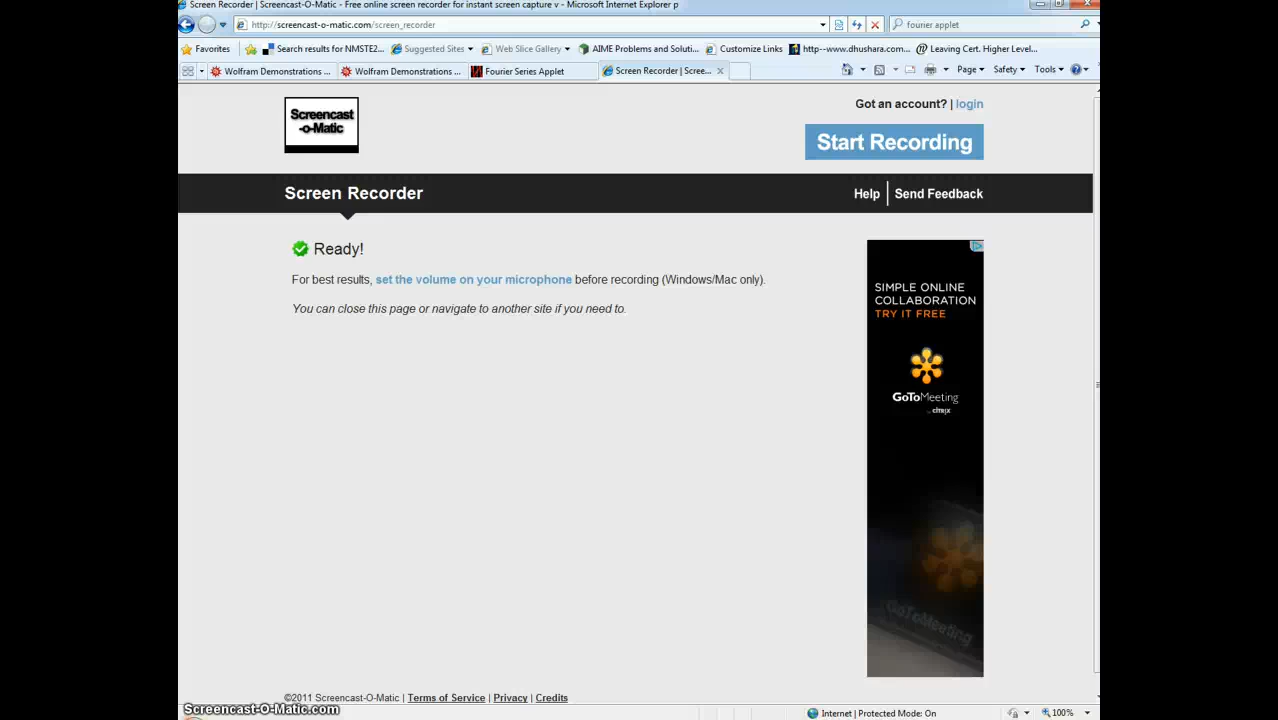 Screen Recorder | Screencast-O-Matic - Free online screen recorder for instant screen capture v - Microsoft Internet Explorer p
http://screencast-o-matic.com/screen_recorder
fourier applet
Favorites
Search results for NMSTE2...
Suggested Sites
Web Slice Gallery
AIME Problems and Soluti...
Customize Links
http--www.dhushara.com...
Leaving Cert. Higher Level...
Wolfram Demonstrations ...
Wolfram Demonstrations ...
Fourier Series Applet
Screen Recorder | Scree...
Page
Safety
Tools
Screencast
-o-Matic
Got an account? | login
Start Recording
Screen Recorder
Help
Send Feedback
Ready!
For best results, set the volume on your microphone before recording (Windows/Mac only).
You can close this page or navigate to another site if you need to.
SIMPLE ONLINE
COLLABORATION
TRY IT FREE
GoToMeeting
by citrix
GoToMeeting
©2011 Screencast-O-Matic | Terms of Service | Privacy | Credits
Screencast-O-Matic.com
Internet | Protected Mode: On
100%